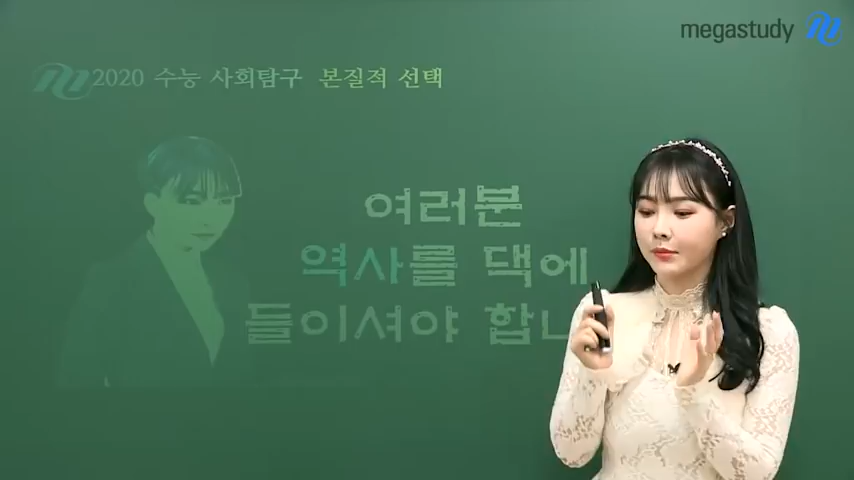 megastudy
2020 수능 사회탐구 본질적 선택
여러분
역사를 댁에
들이셔야 합니